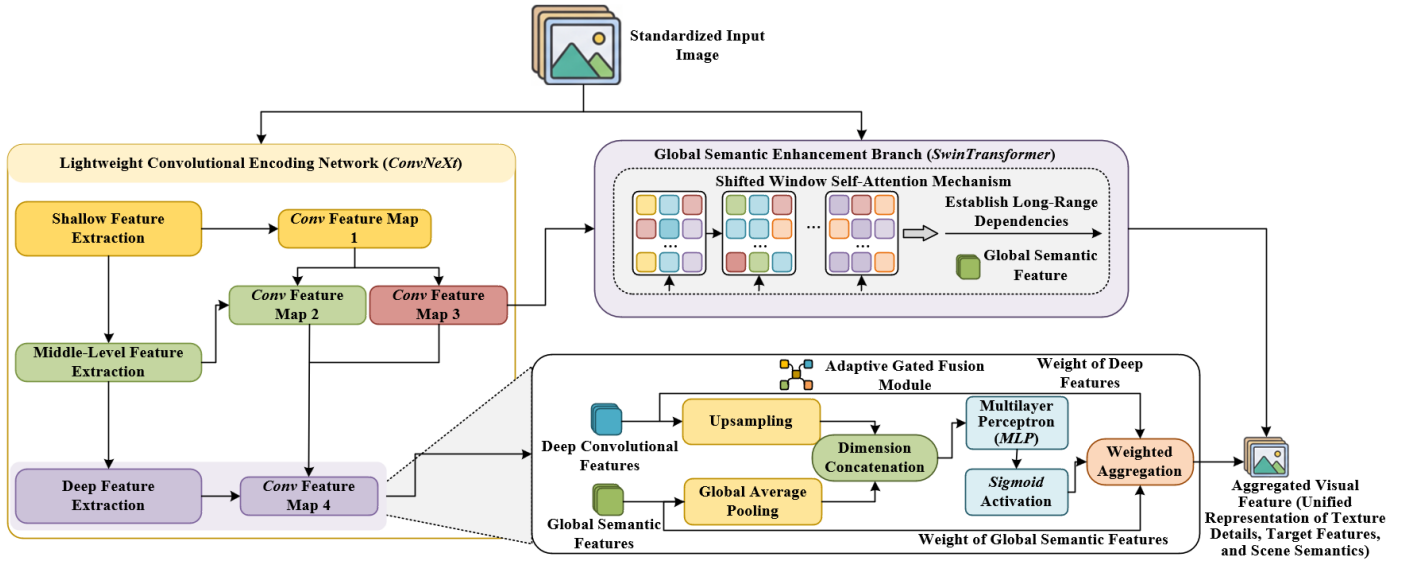 Standardized Input
Image
Lightweight Convolutional Encoding Network (ConvNeXt)
Shallow Feature
Extraction
Conv Feature Map
1
Conv Feature
Map 2
Conv Feature
Map 3
Middle-Level Feature
Extraction
Deep Feature
Extraction
Conv Feature
Map 4
Global Semantic Enhancement Branch (SwinTransformer)
Shifted Window Self-Attention Mechanism
...
...
...
...
Establish Long-Range
Dependencies
Global Semantic
Feature
Adaptive Gated Fusion
Module
Weight of Deep
Features
Deep Convolutional
Features
Upsampling
Global Semantic
Features
Global Average
Pooling
Dimension
Concatenation
Multilayer
Perceptron
(MLP)
Sigmoid
Activation
Weighted
Aggregation
Weight of Global Semantic Features
Aggregated Visual
Feature (Unified
Representation of Texture
Details, Target Features,
and Scene Semantics)